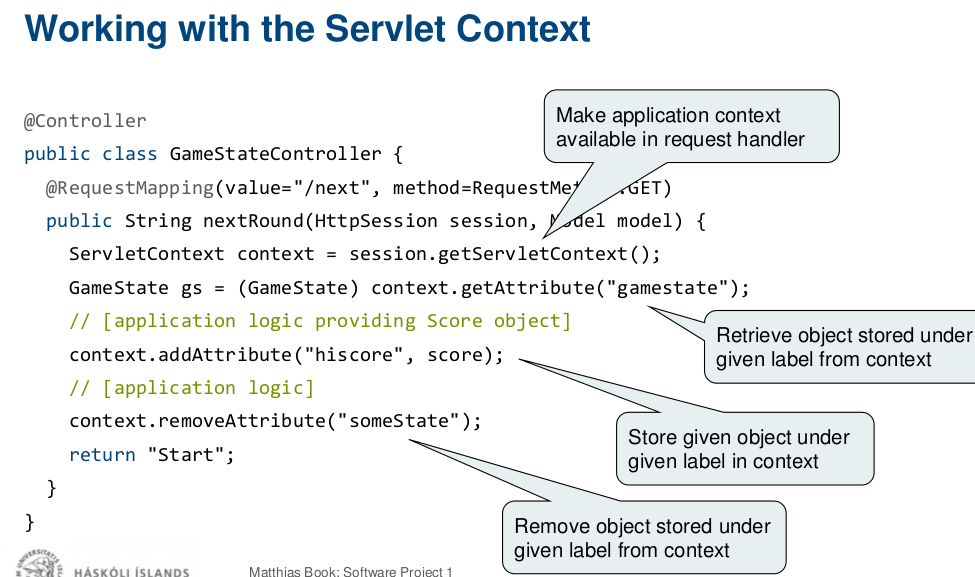 Working with the Servlet Context
@Controller
public class GameStateController {
@RequestMapping(value="/next", method=RequestMet GET)
public String nextRound(HttpSession session, Model model) {
ServletContext context = session.getServletContext();
GameState gs = (GameState) context.getAttribute("gamestate");
// [application logic providing Score object]
context.addAttribute("hiscore", score);
// [application logic]
context.removeAttribute("someState");
return "Start";
}
}
Make application context
available in request handler
Retrieve object stored under
given label from context
Store given object under
given label in context
Remove object stored under
given label from context
HÁSKÓLI ÍSLANDS
Matthias Book: Software Project 1